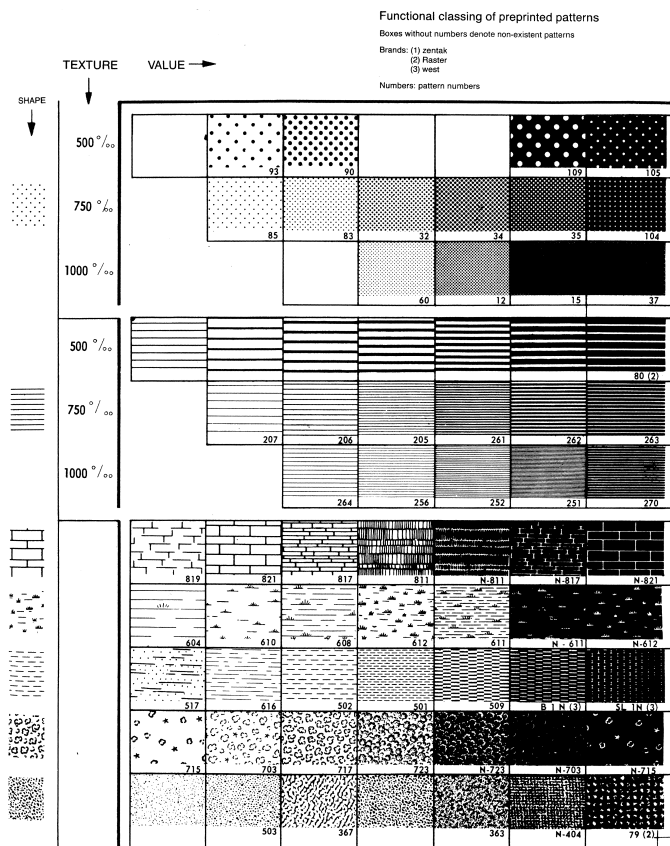 Functional classing of preprinted patterns
Boxes without numbers denote non-existent patterns
Brands: (1) zentak
(2) Raster
(3) west
Numbers: pattern numbers
TEXTURE VALUE
SHAPE
500 °/oo
93 90 109 105
750 °/oo
85 83 32 34 35 104
1000 °/oo
60 12 15 37
500 °/oo
80 (2)
750 °/oo
207 206 205 261 262 263
1000 °/oo
264 256 252 251 270
819 821 817 811 N-811 N-817 N-821
604 610 608 612 611 N - 611 N-612
517 616 502 501 509 B 1 N (3) SL 1N (3)
715 703 717 723 N-723 N-703 N-715
503 367 363 N-404 79 (2)